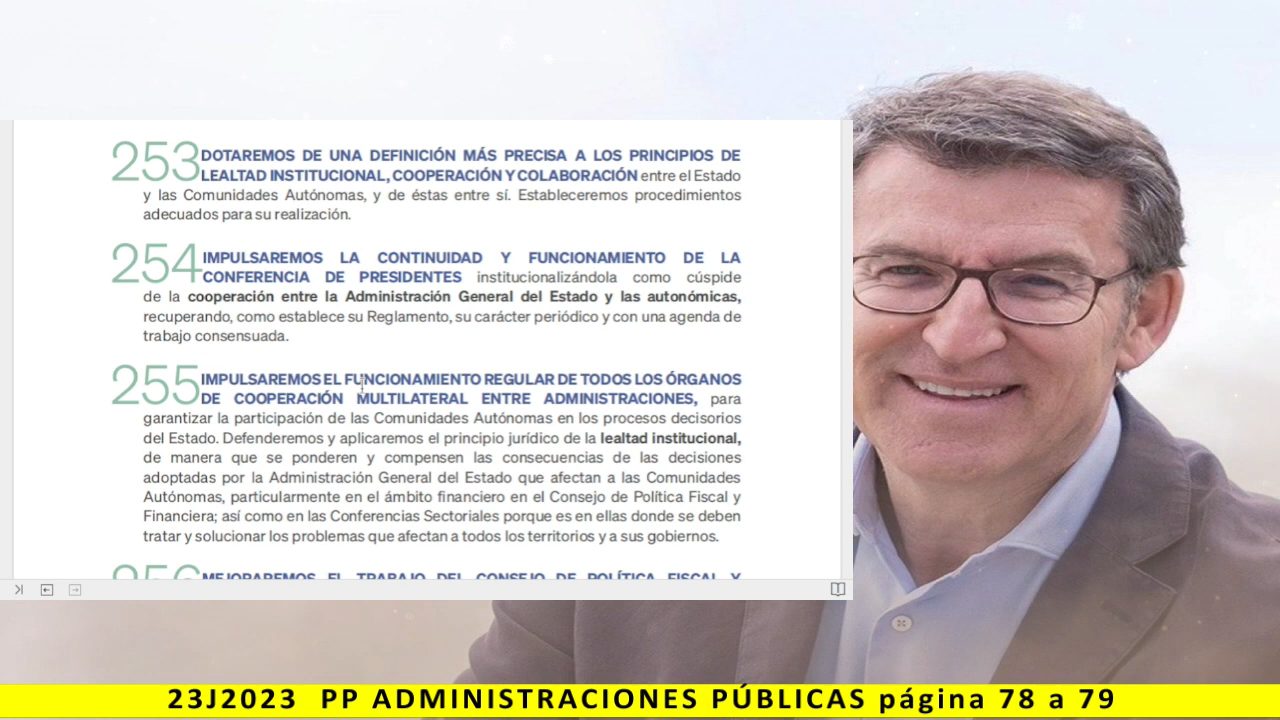 253 DOTAREMOS DE UNA DEFINICIÓN MÁS PRECISA A LOS PRINCIPIOS DE
LEALTAD INSTITUCIONAL, COOPERACIÓN Y COLABORACIÓN entre el Estado
y las Comunidades Autónomas, y de éstas entre sí. Estableceremos procedimientos
adecuados para su realización.
254 IMPULSAREMOS LA CONTINUIDAD Y FUNCIONAMIENTO DE LA
CONFERENCIA DE PRESIDENTES institucionalizándola como cúspide
de la cooperación entre la Administración General del Estado y las autonómicas,
recuperando, como establece su Reglamento, su carácter periódico y con una agenda de
trabajo consensuada.
255 IMPULSAREMOS EL FUNCIONAMIENTO REGULAR DE TODOS LOS ÓRGANOS
DE COOPERACIÓN MULTILATERAL ENTRE ADMINISTRACIONES, para
garantizar la participación de las Comunidades Autónomas en los procesos decisorios
del Estado. Defenderemos y aplicaremos el principio jurídico de la lealtad institucional,
de manera que se ponderen y compensen las consecuencias de las decisiones
adoptadas por la Administración General del Estado que afectan a las Comunidades
Autónomas, particularmente en el ámbito financiero en el Consejo de Política Fiscal y
Financiera; así como en las Conferencias Sectoriales porque es en ellas donde se deben
tratar y solucionar los problemas que afectan a todos los territorios y a sus gobiernos.
256 MEJORAREMOS EL TRABAJO DEL CONSEJO DE POLÍTICA FISCAL Y
23J2023 PP ADMINISTRACIONES PÚBLICAS página 78 a 79